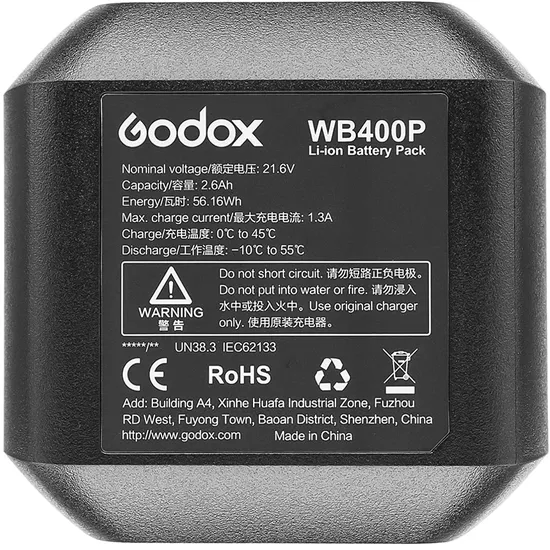 Godox WB400P
Li-ion Battery Pack
Nominal voltage/额定电压: 21.6V
Capacity/容量: 2.6Ah
Energy/瓦时: 56.16Wh
Max. charge current/最大充电电流: 1.3A
Charge/充电温度: 0℃ to 45℃
Discharge/工作温度: −10℃ to 55℃
WARNING
警告
Do not short circuit. 请勿短路正负电极。
Do not put into water or fire. 请勿浸入
水中或投入火中。Use original charger
only. 使用原装充电器。
*****/** UN38.3 IEC62133
CE RoHS
Add: Building A4, Xinhe Huafa Industrial Zone, Fuzhou
RD West, Fuyong Town, Baoan District, Shenzhen, China
http://www.godox.com Made in China